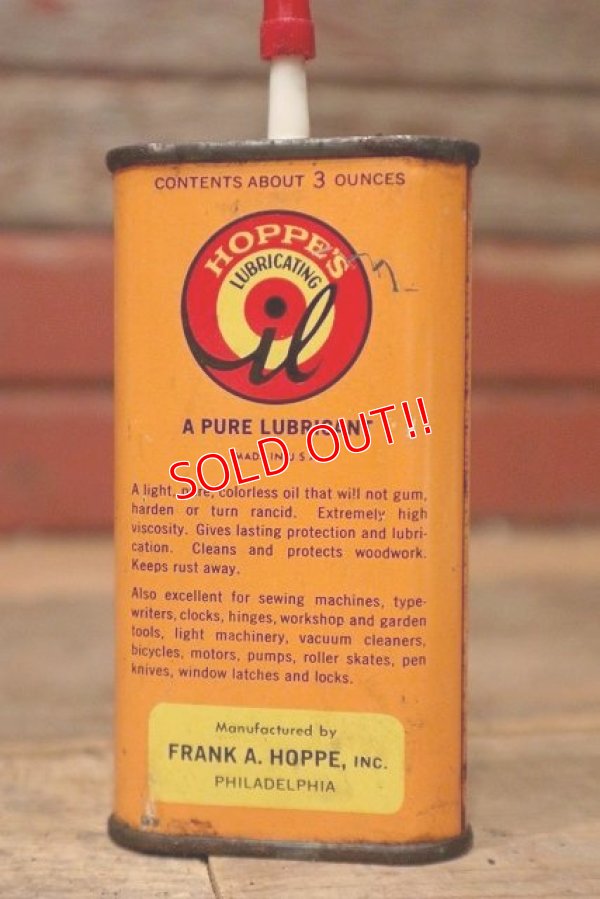 CONTENTS ABOUT 3 OUNCES
HOPPE'S
LUBRICATING
Oil
A PURE LUBRICANT
MADE IN U S A
SOLD OUT!!
A light, pure, colorless oil that will not gum,
harden or turn rancid. Extremely high
viscosity. Gives lasting protection and lubri-
cation. Cleans and protects woodwork.
Keeps rust away.
Also excellent for sewing machines, type-
writers, clocks, hinges, workshop and garden
tools, light machinery, vacuum cleaners,
bicycles, motors, pumps, roller skates, pen
knives, window latches and locks.
Manufactured by
FRANK A. HOPPE, INC.
PHILADELPHIA